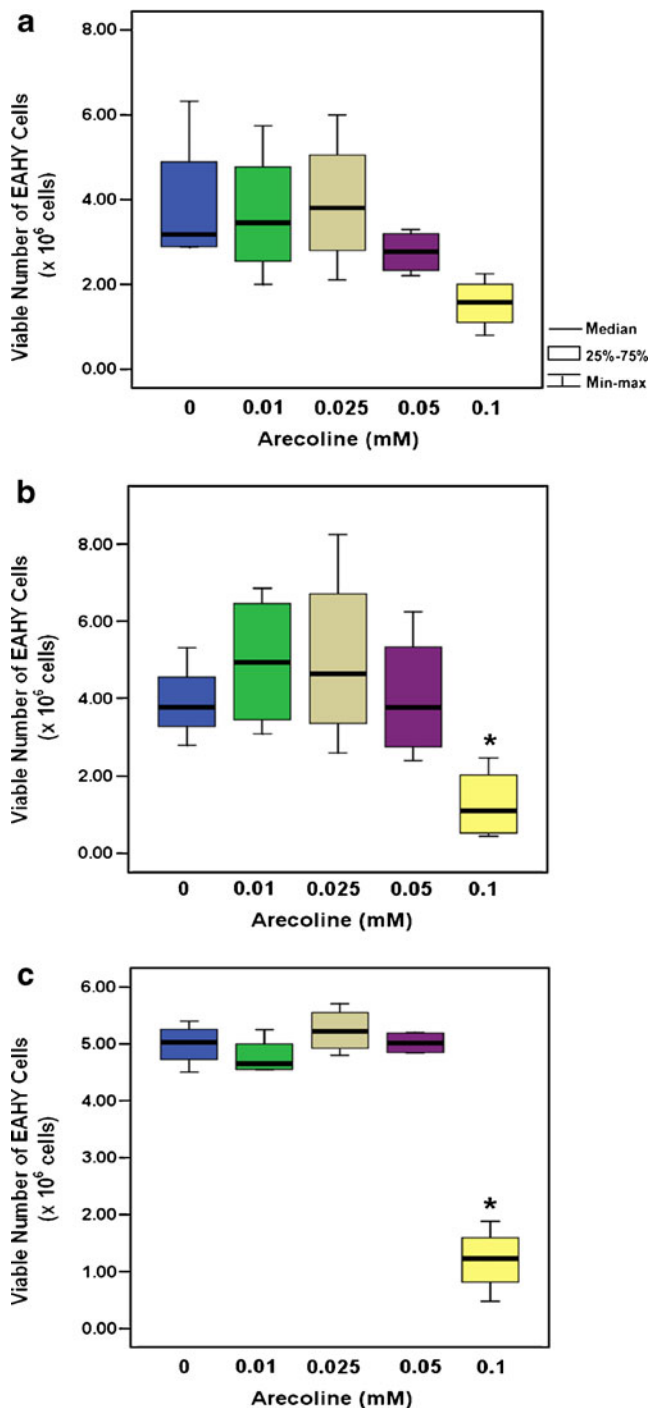 a
Viable Number of EAHY Cells
(x 10⁶ cells)
8.00
6.00
4.00
2.00
0.00
0 0.01 0.025 0.05 0.1
Arecoline (mM)
Median
25%-75%
Min-max
b
Viable Number of EAHY Cells
(x 10⁶ cells)
8.00
6.00
4.00
2.00
0.00
*
0 0.01 0.025 0.05 0.1
Arecoline (mM)
c
Viable Number of EAHY Cells
(x 10⁶ cells)
6.00
5.00
4.00
3.00
2.00
1.00
0.00
*
0 0.01 0.025 0.05 0.1
Arecoline (mM)